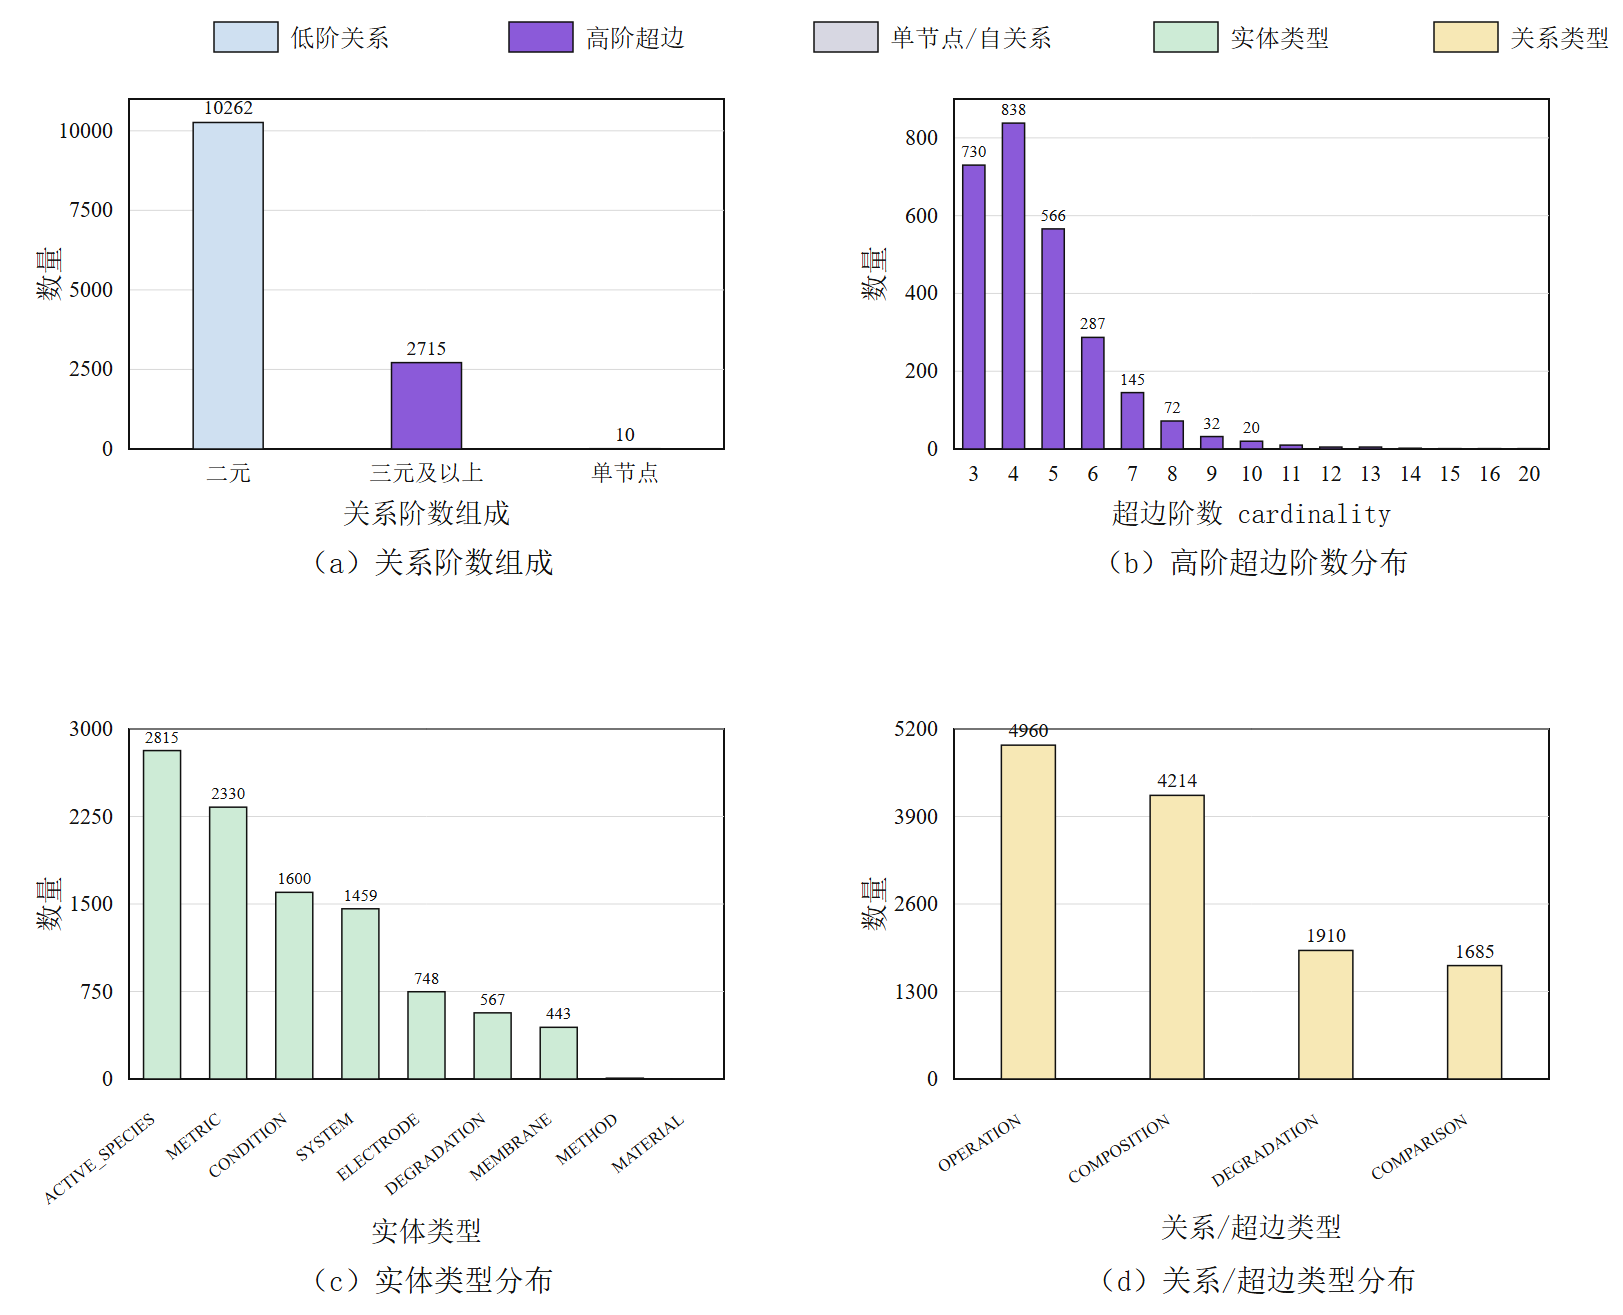 低阶关系 高阶超边 单节点/自关系 实体类型 关系类型
10262
10000
7500
5000
2500
0
2715
10
数量
二元 三元及以上 单节点
关系阶数组成
（a）关系阶数组成
838
730
566
287
145
72
32
20
800
600
400
200
0
数量
3 4 5 6 7 8 9 10 11 12 13 14 15 16 20
超边阶数 cardinality
（b）高阶超边阶数分布
3000
2250
1500
750
0
2815
2330
1600
1459
748
567
443
数量
ACTIVE_SPECIES METRIC CONDITION SYSTEM ELECTRODE DEGRADATION MEMBRANE METHOD MATERIAL
实体类型
（c）实体类型分布
5200
3900
2600
1300
0
4960
4214
1910
1685
数量
OPERATION COMPOSITION DEGRADATION COMPARISON
关系/超边类型
（d）关系/超边类型分布